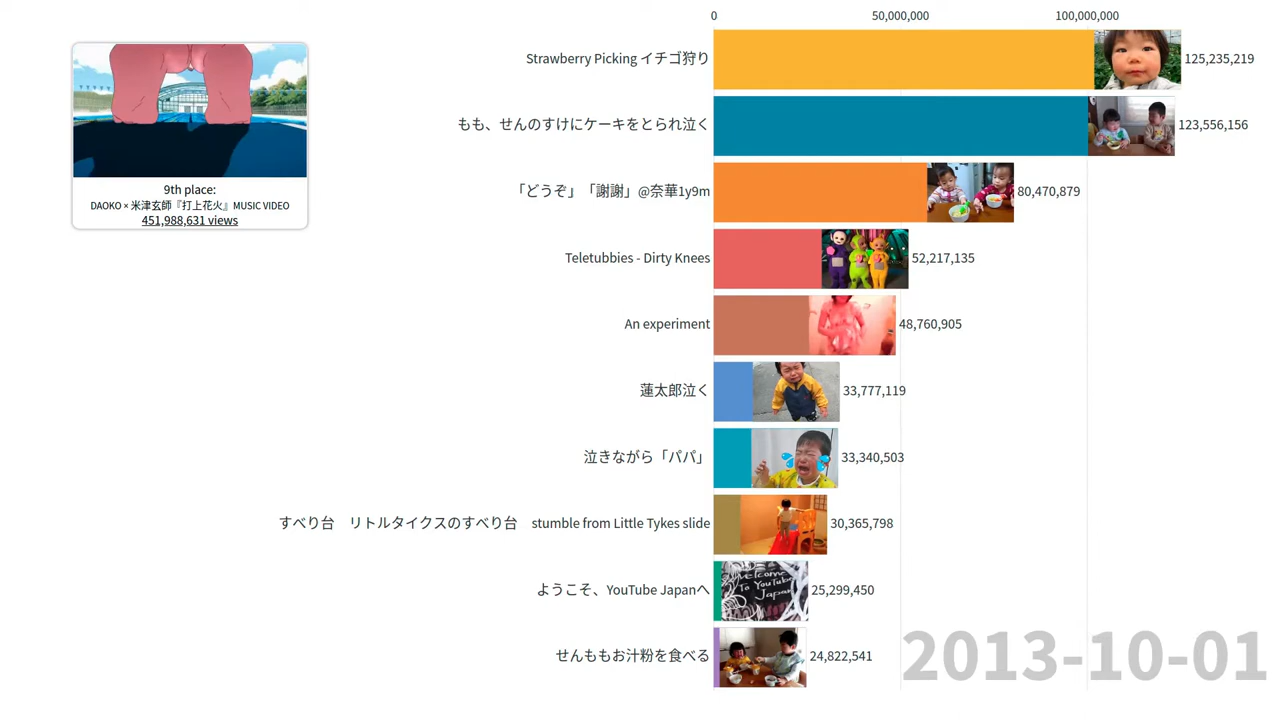 0 50,000,000 100,000,000
Strawberry Picking イチゴ狩り 125,235,219
もも、せんのすけにケーキをとられ泣く 123,556,156
9th place:
DAOKO × 米津玄師『打上花火』MUSIC VIDEO
451,988,631 views
「どうぞ」「謝謝」@奈華1y9m 80,470,879
Teletubbies - Dirty Knees 52,217,135
An experiment 48,760,905
蓮太郎泣く 33,777,119
泣きながら「パパ」 33,340,503
すべり台　リトルタイクスのすべり台　stumble from Little Tykes slide 30,365,798
ようこそ、YouTube Japanへ 25,299,450
Welcome
To YouTube
Japan
せんももお汁粉を食べる 24,822,541
2013-10-01